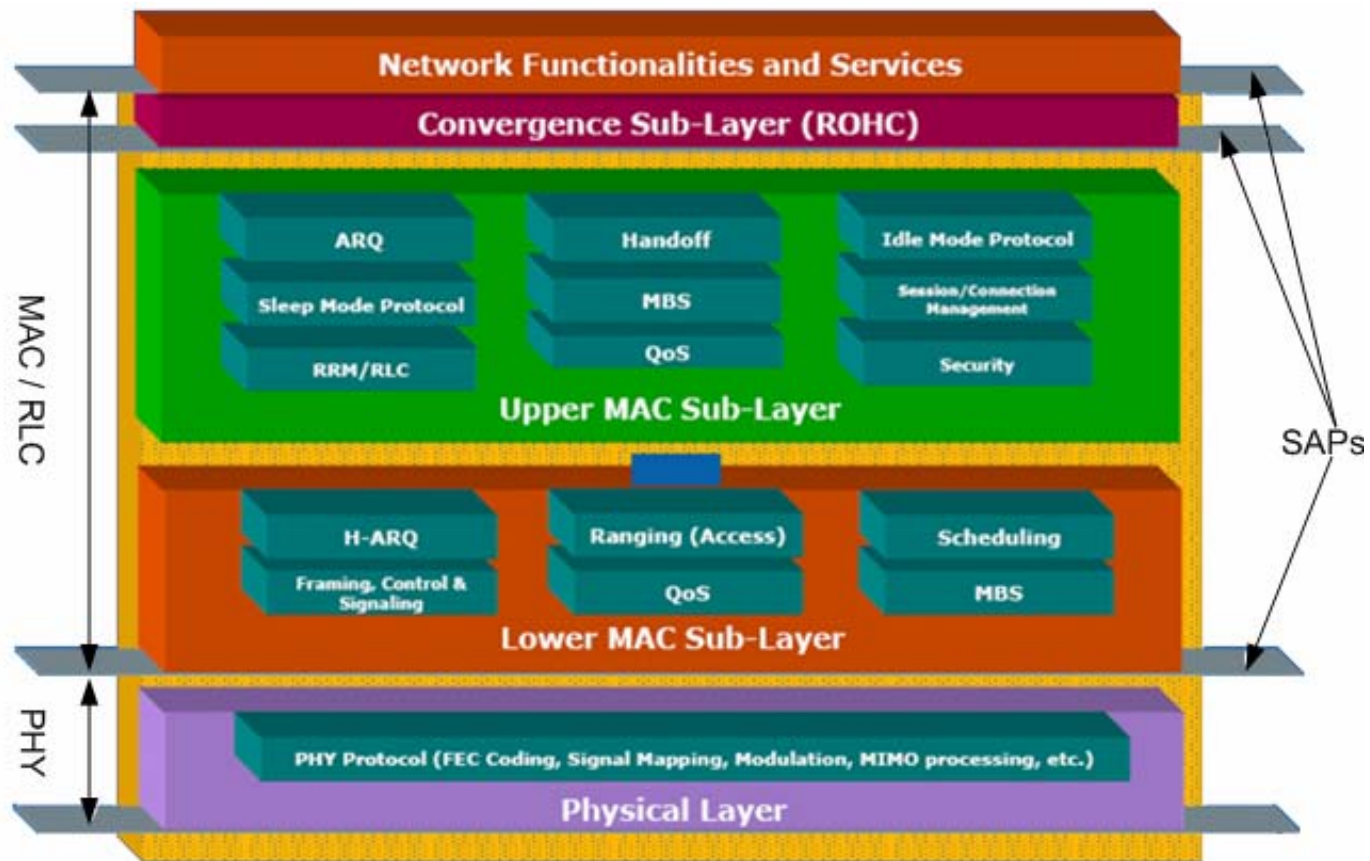 Network Functionalities and Services
Convergence Sub-Layer (ROHC)
ARQ
Handoff
Idle Mode Protocol
Sleep Mode Protocol
MBS
Session/Connection
Management
RRM/RLC
QoS
Security
Upper MAC Sub-Layer
H-ARQ
Ranging (Access)
Scheduling
Framing, Control &
Signaling
QoS
MBS
Lower MAC Sub-Layer
PHY Protocol (FEC Coding, Signal Mapping, Modulation, MIMO processing, etc.)
Physical Layer
MAC / RLC
PHY
SAPs